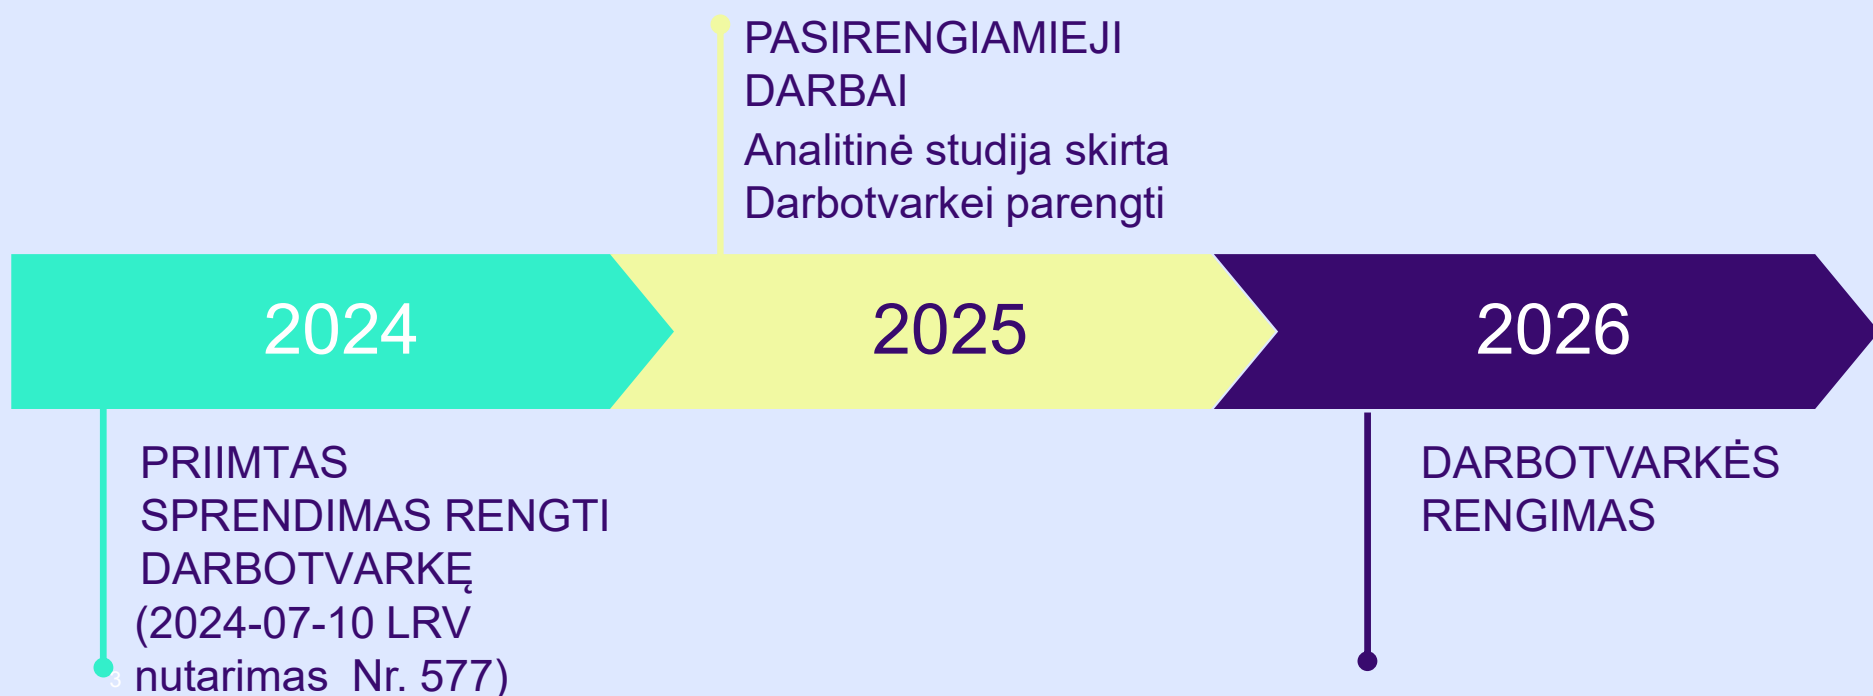 PASIRENGIAMIEJI
DARBAI
Analitinė studija skirta
Darbotvarkei parengti
2024
2025
2026
PRIIMTAS
SPRENDIMAS RENGTI
DARBOTVARKĘ
(2024-07-10 LRV
nutarimas  Nr. 577)
DARBOTVARKĖS
RENGIMAS
3